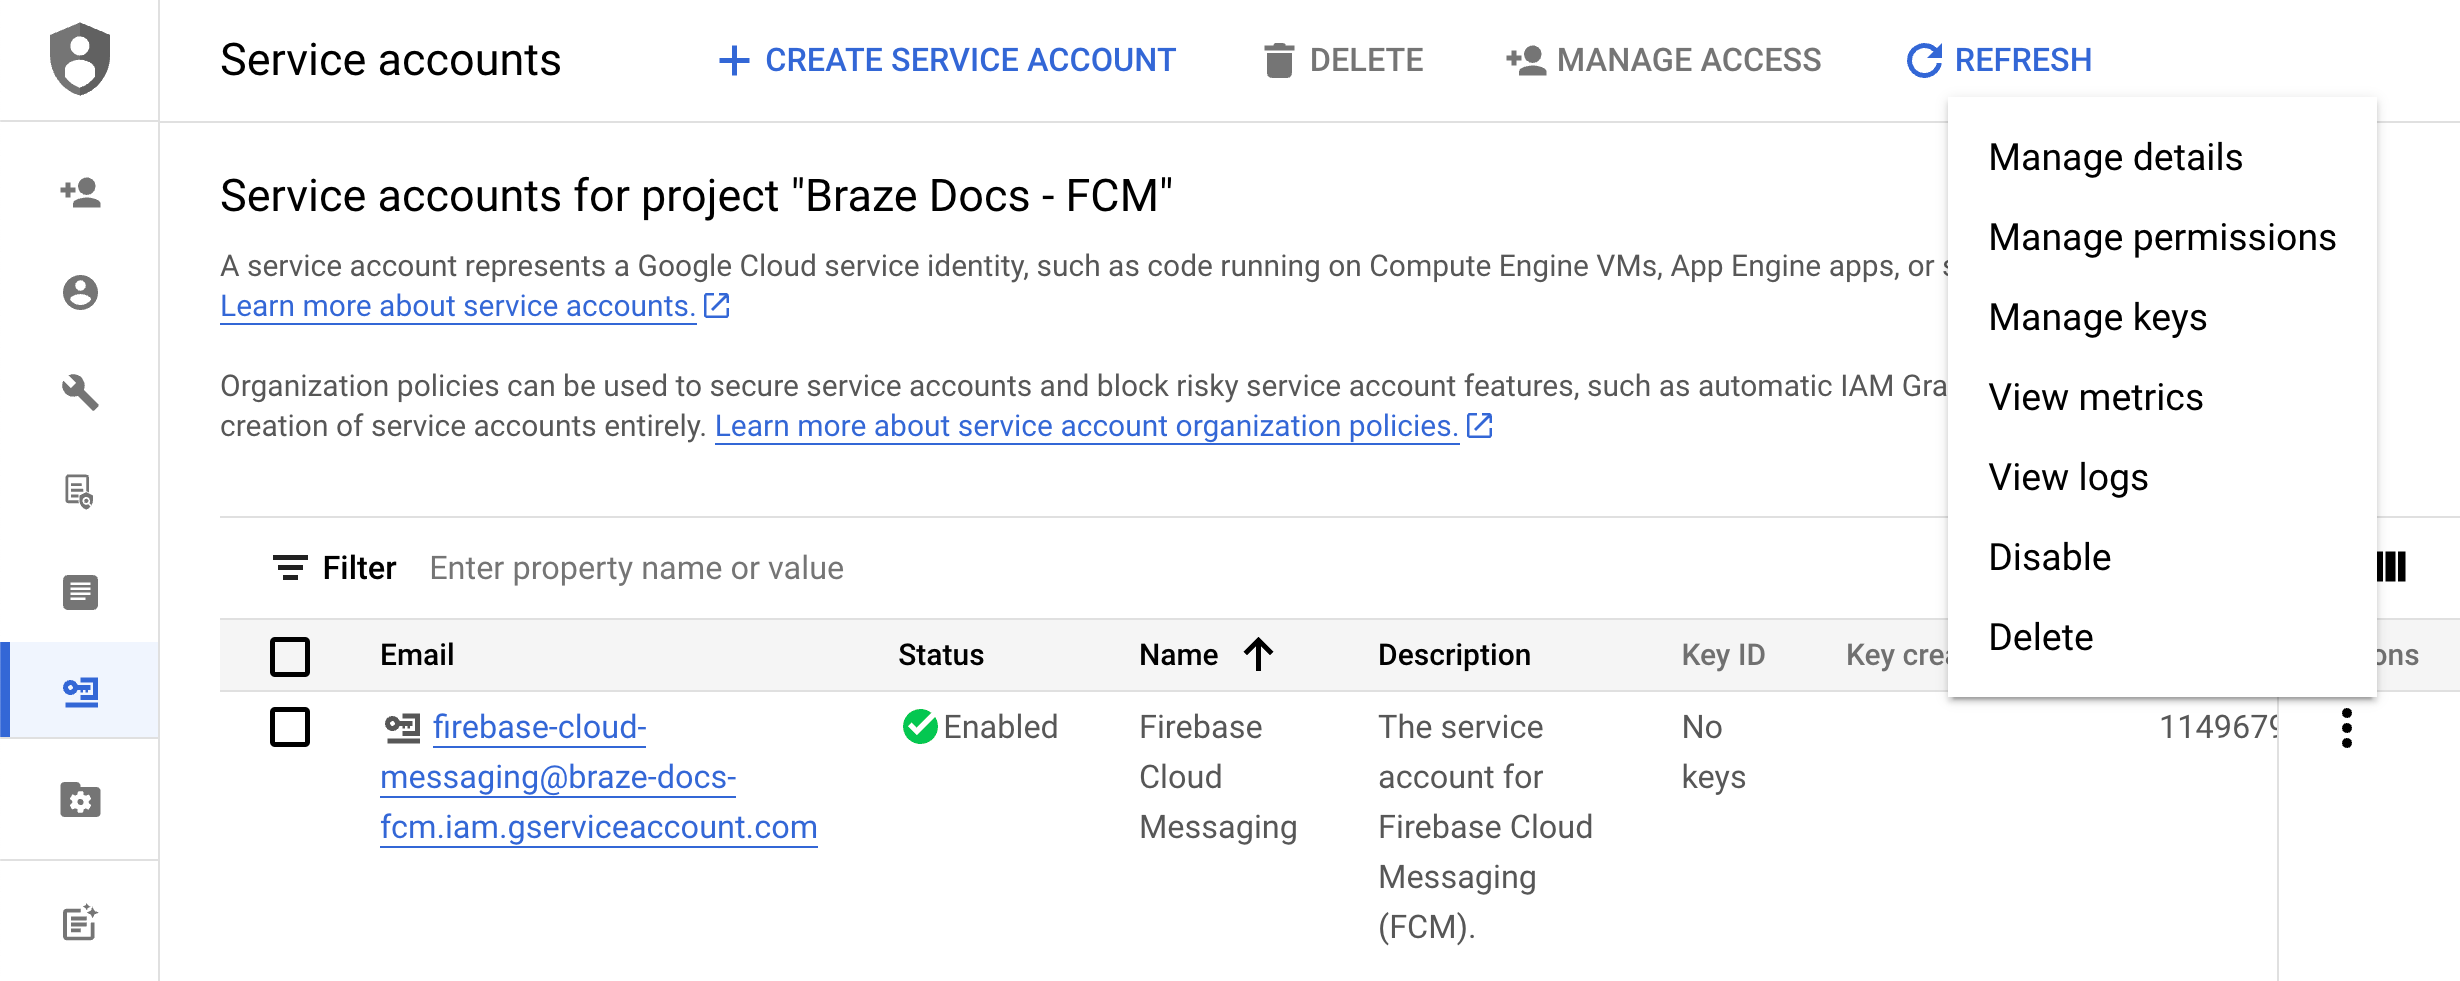 Service accounts
CREATE SERVICE ACCOUNT
DELETE
MANAGE ACCESS
REFRESH
Manage details
Manage permissions
Manage keys
View metrics
View logs
Disable
Delete
Service accounts for project "Braze Docs - FCM"
A service account represents a Google Cloud service identity, such as code running on Compute Engine VMs, App Engine apps, or s
Learn more about service accounts.
Organization policies can be used to secure service accounts and block risky service account features, such as automatic IAM Gra
creation of service accounts entirely. Learn more about service account organization policies.
Filter Enter property name or value
Email Status Name Description Key ID Key crea ons
firebase-cloud-
messaging@braze-docs-
fcm.iam.gserviceaccount.com
Enabled
Firebase
Cloud
Messaging
The service
account for
Firebase Cloud
Messaging
(FCM).
No
keys
1149679